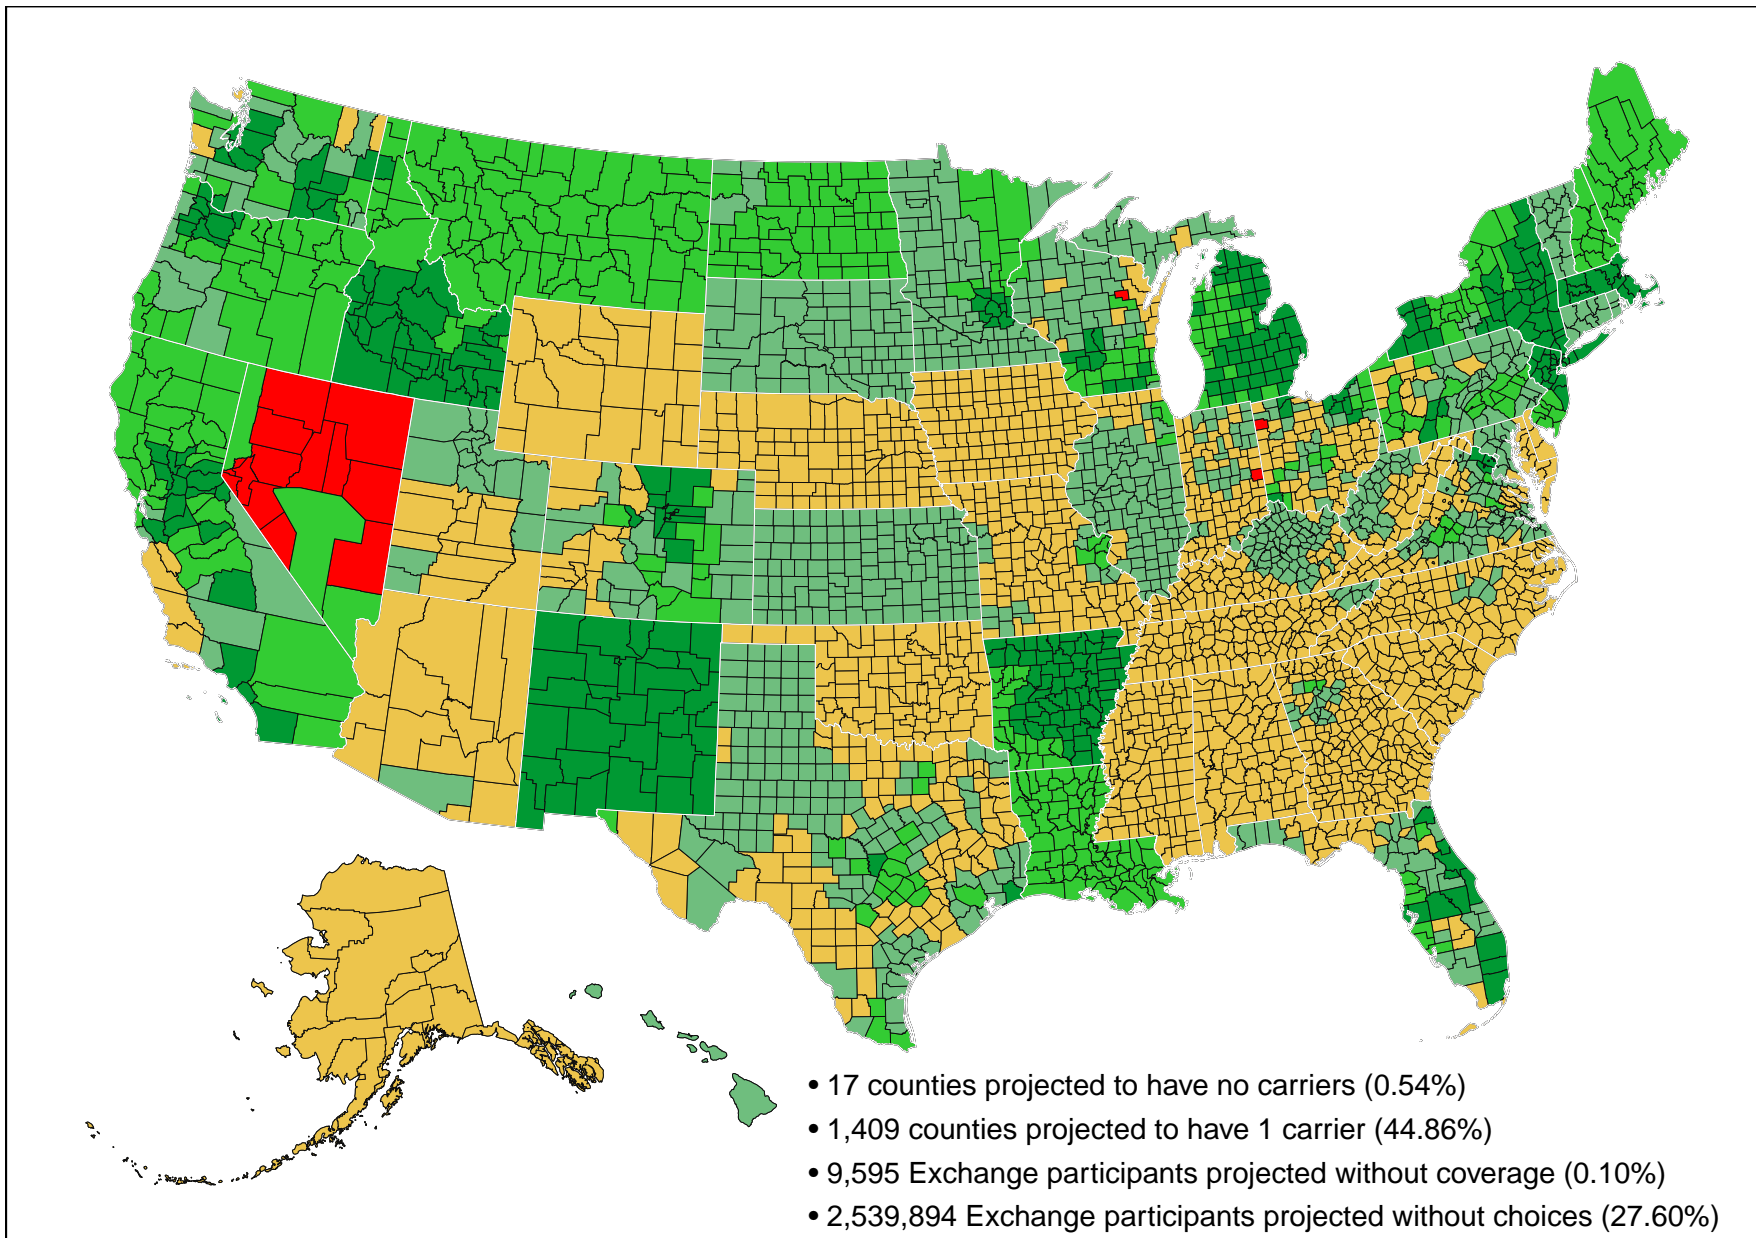 • 17 counties projected to have no carriers (0.54%)
• 1,409 counties projected to have 1 carrier (44.86%)
• 9,595 Exchange participants projected without coverage (0.10%)
• 2,539,894 Exchange participants projected without choices (27.60%)